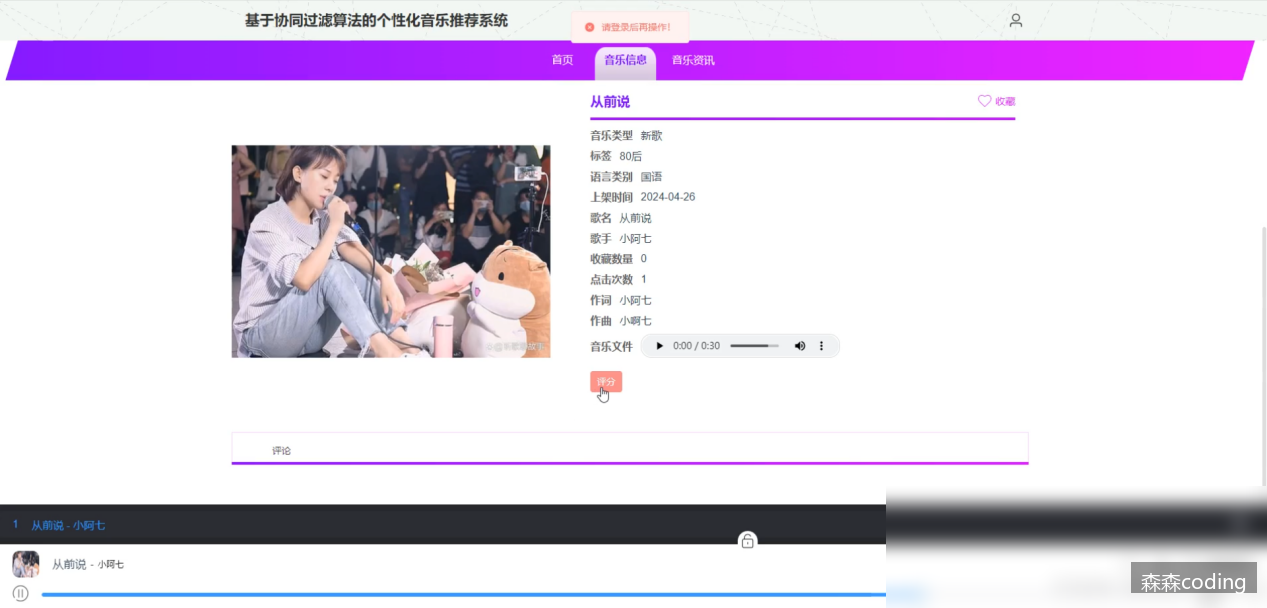 基于协同过滤算法的个性化音乐推荐系统
请登录后再操作!
首页 音乐信息 音乐资讯
从前说 收藏
音乐类型 新歌
标签 80后
语言类别 国语
上架时间 2024-04-26
歌名 从前说
歌手 小阿七
收藏数量 0
点击次数 1
作词 小阿七
作曲 小啊七
音乐文件 0:00 / 0:30
评分
评论
1 从前说 - 小阿七
从前说 - 小阿七
森森coding